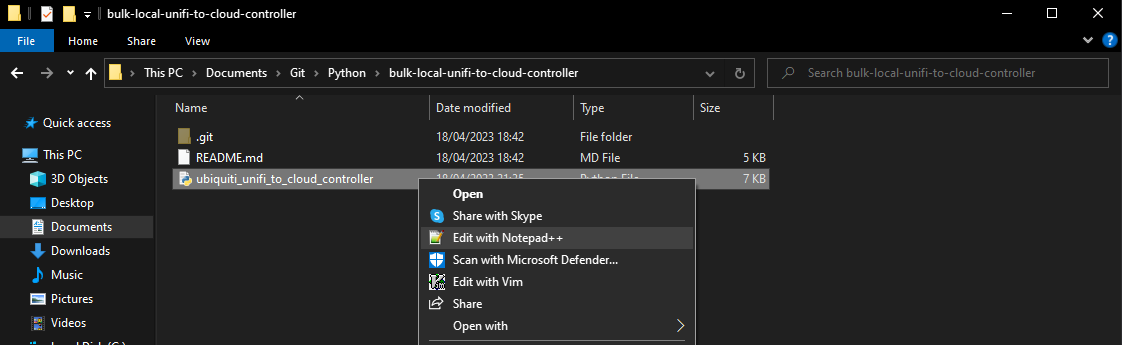 bulk-local-unifi-to-cloud-controller
File Home Share View
This PC Documents Git Python bulk-local-unifi-to-cloud-controller Search bulk-local-unifi-to-cloud-controller
Name Date modified Type Size
Quick access
.git 18/04/2023 18:42 File folder
This PC
README.md 18/04/2023 18:42 MD File 5 KB
3D Objects
ubiquiti_unifi_to_cloud_controller 18/04/2023 21:35 Python File 7 KB
Desktop
Documents
Downloads
Music
Pictures
Videos
Open
Share with Skype
Edit with Notepad++
Scan with Microsoft Defender...
Edit with Vim
Share
Open with